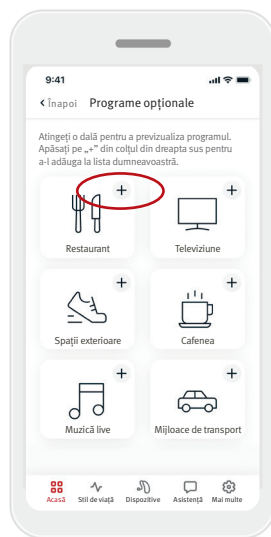 9:41
Înapoi Programe opționale
Atingeți o dată pentru a previzualiza programul.
Apăsați pe „+” din colțul din dreapta sus pentru
a-l adăuga la lista dumneavoastră.
+ +
Restaurant Televiziune
+ +
Spații exterioare Cafenea
+ +
Muzică live Mijloace de transport
Acasă Stil de viață Dispozitive Asistență Mai multe